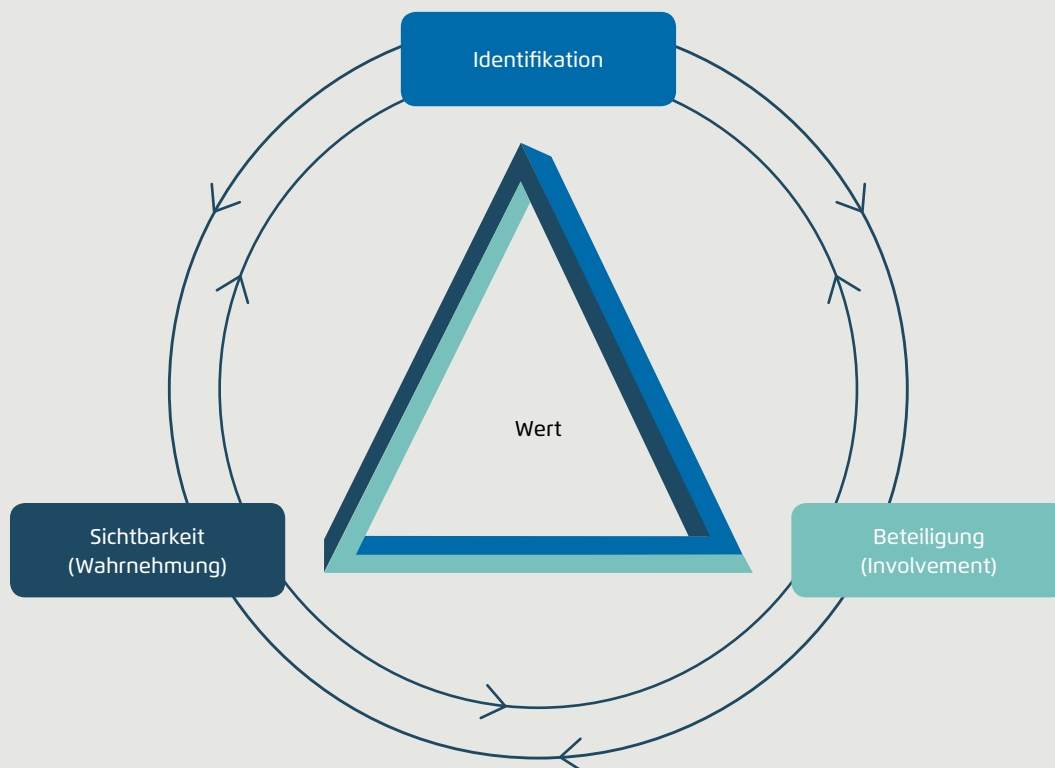 Identifikation
Wert
Sichtbarkeit
(Wahrnehmung)
Beteiligung
(Involvement)